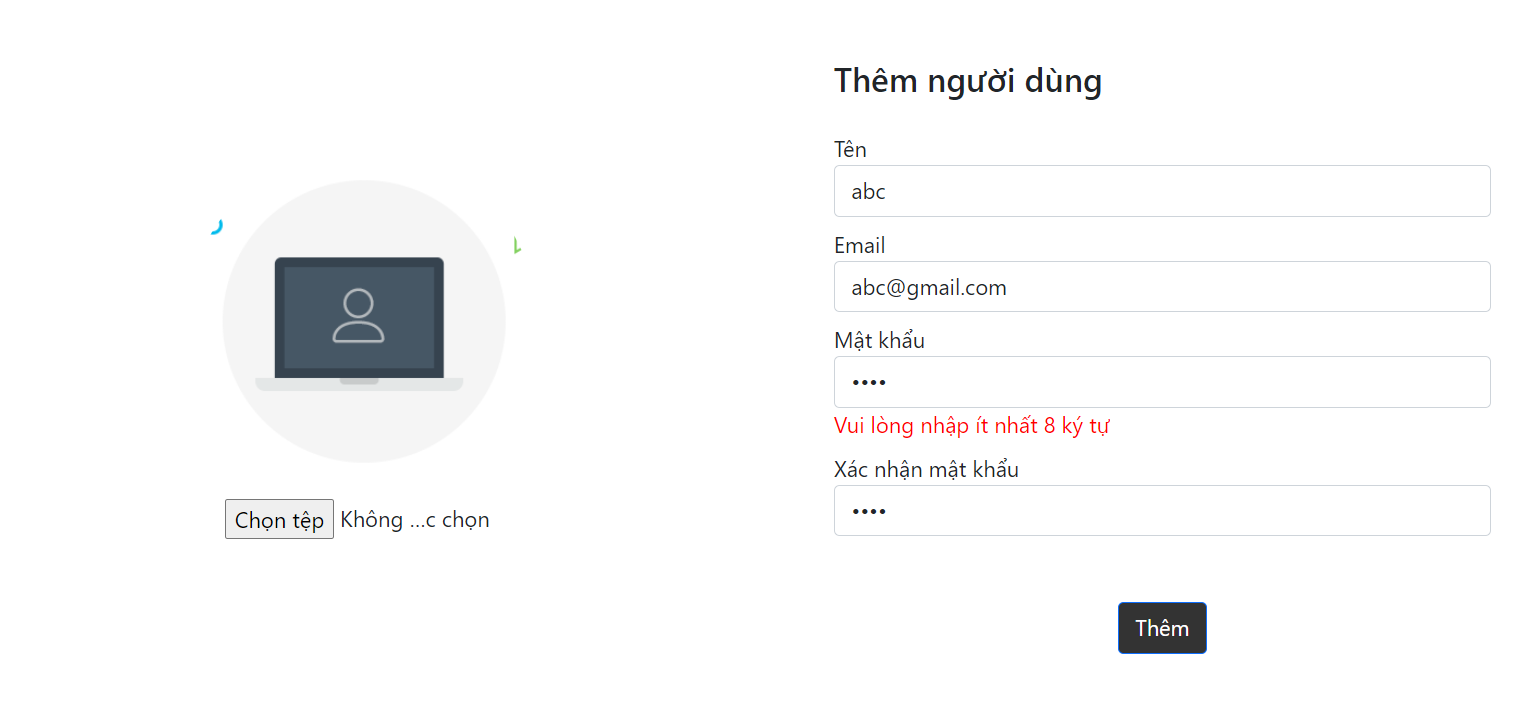 Thêm người dùng
Tên
abc
Email
abc@gmail.com
Mật khẩu
••••
Vui lòng nhập ít nhất 8 ký tự
Xác nhận mật khẩu
••••
Chọn tệp Không ...c chọn
Thêm